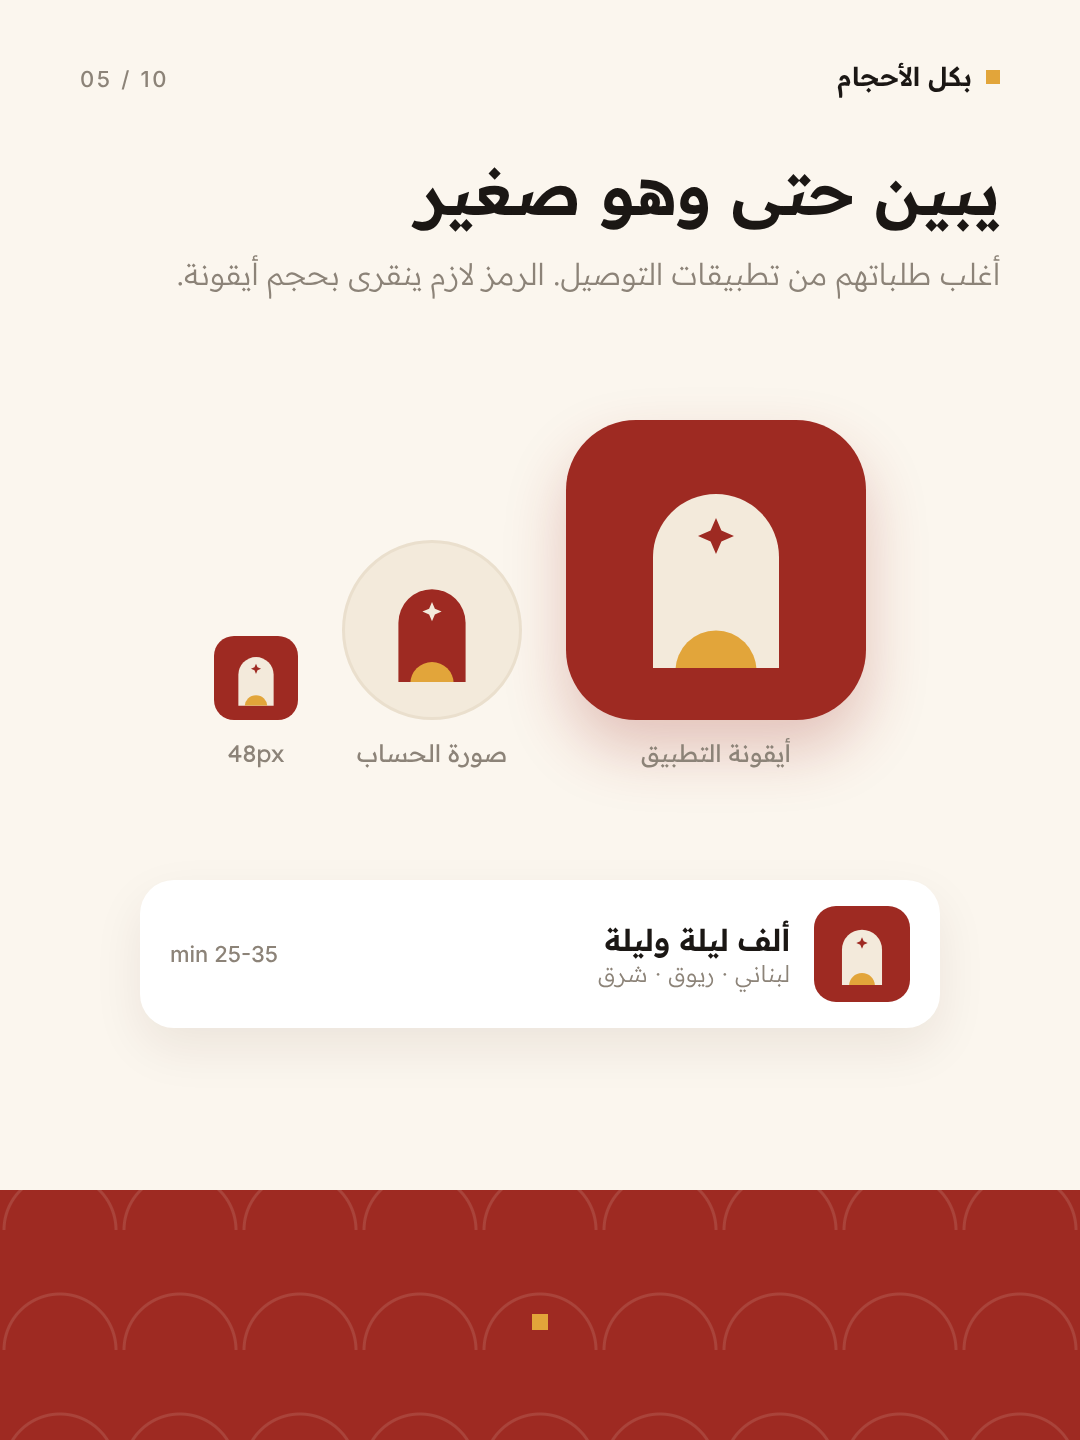 بكل الأحجام
05 / 10
يبين حتى وهو صغير
أغلب طلباتهم من تطبيقات التوصيل. الرمز لازم ينقرى بحجم أيقونة.
أيقونة التطبيق
صورة الحساب
48px
ألف ليلة وليلة
لبناني · ريوق · شرق
min 25-35